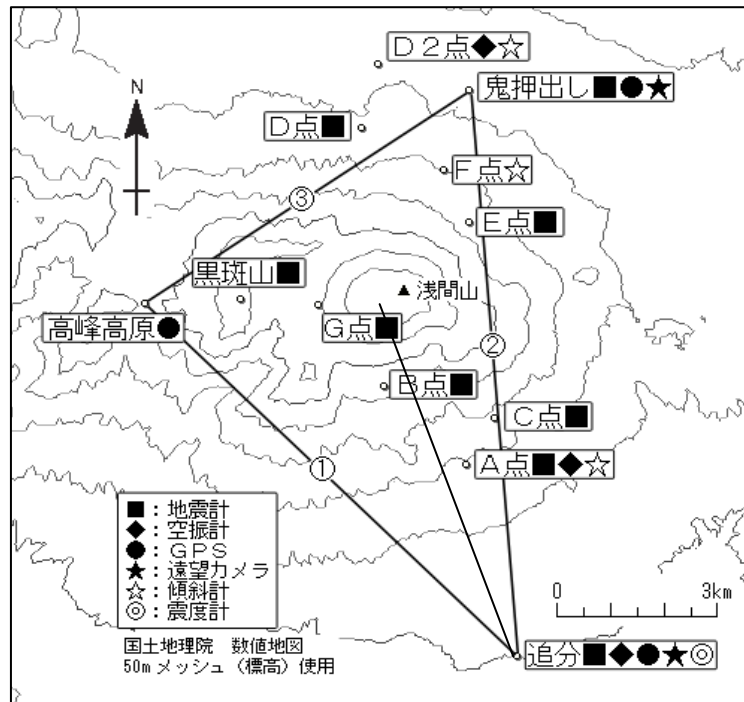 D2点◆☆
N
鬼押出し■●★
D点■
F点☆
③
E点■
黒斑山■
▲浅間山
高峰高原●
G点■
②
B点■
C点■
①
A点■◆☆
■:地震計
◆:空振計
●:GPS
★:遠望カメラ
☆:傾斜計
◎:震度計
0 3km
国土地理院 数値地図
50mメッシュ(標高)使用
追分■◆●★◎